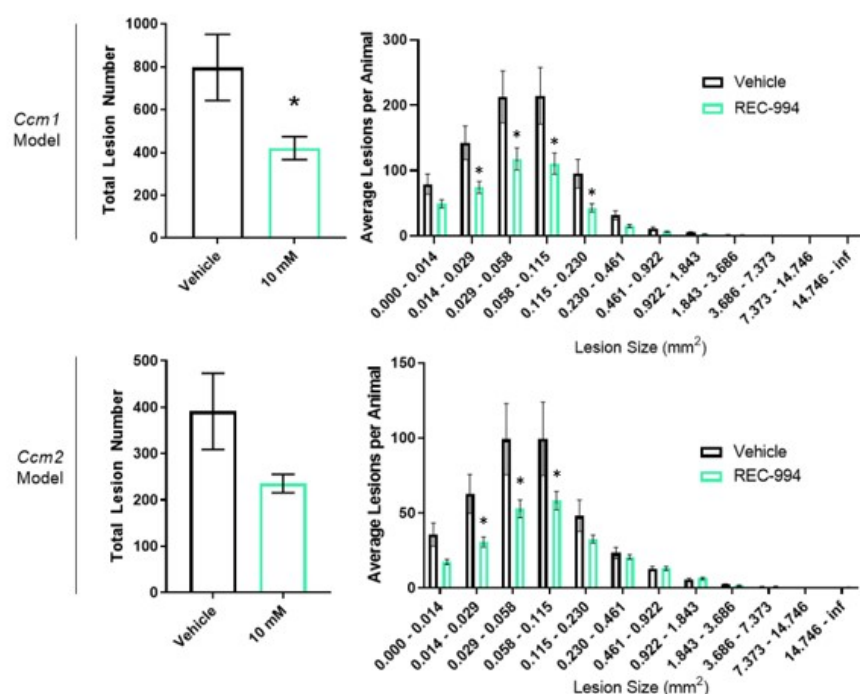 Ccm1
Model
Total Lesion Number
1000
800
600
400
200
0
*
Vehicle
10 mM
Average Lesions per Animal
300
200
100
0
* * * * 
Vehicle
REC-994
0.000 - 0.014
0.014 - 0.029
0.029 - 0.058
0.058 - 0.115
0.115 - 0.230
0.230 - 0.461
0.461 - 0.922
0.922 - 1.843
1.843 - 3.686
3.686 - 7.373
7.373 - 14.746
14.746 - inf
Lesion Size (mm²)
Ccm2
Model
Total Lesion Number
500
400
300
200
100
0
Vehicle
10 mM
Average Lesions per Animal
150
100
50
0
* * *
Vehicle
REC-994
0.000 - 0.014
0.014 - 0.029
0.029 - 0.058
0.058 - 0.115
0.115 - 0.230
0.230 - 0.461
0.461 - 0.922
0.922 - 1.843
1.843 - 3.686
3.686 - 7.373
7.373 - 14.746
14.746 - inf
Lesion Size (mm²)